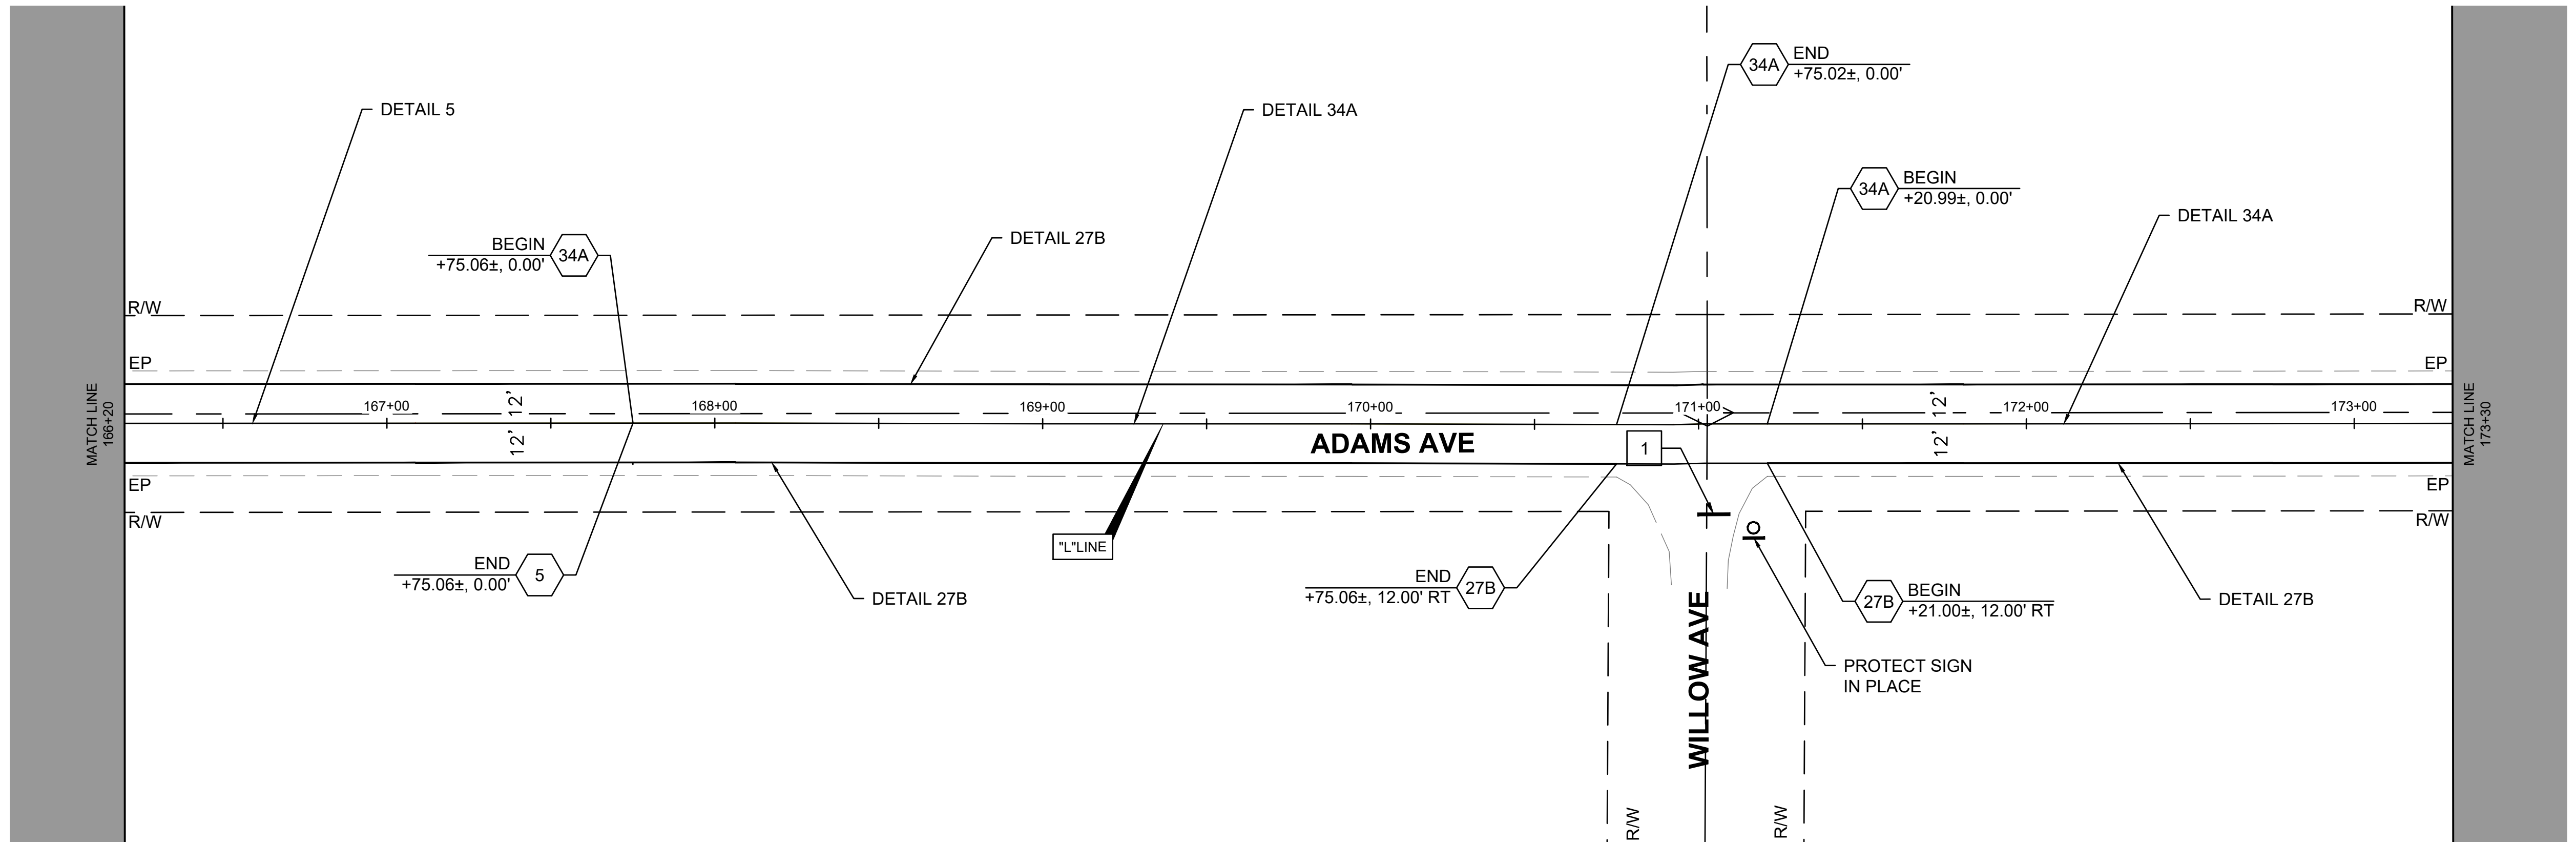 END
34A
+75.02±, 0.00'
DETAIL 5
DETAIL 34A
34A
BEGIN
+20.99±, 0.00'
DETAIL 34A
BEGIN
34A
+75.06±, 0.00'
DETAIL 27B
R/W
R/W
EP
EP
MATCH LINE
166+20
167+00
12'
12'
168+00
169+00
170+00
171+00
12'
12'
172+00
173+00
MATCH LINE
173+30
ADAMS AVE
1
EP
EP
R/W
R/W
"L"LINE
END
5
+75.06±, 0.00'
DETAIL 27B
END
27B
+75.06±, 12.00' RT
WILLOW AVE
27B
BEGIN
+21.00±, 12.00' RT
DETAIL 27B
PROTECT SIGN
IN PLACE
R/W
R/W